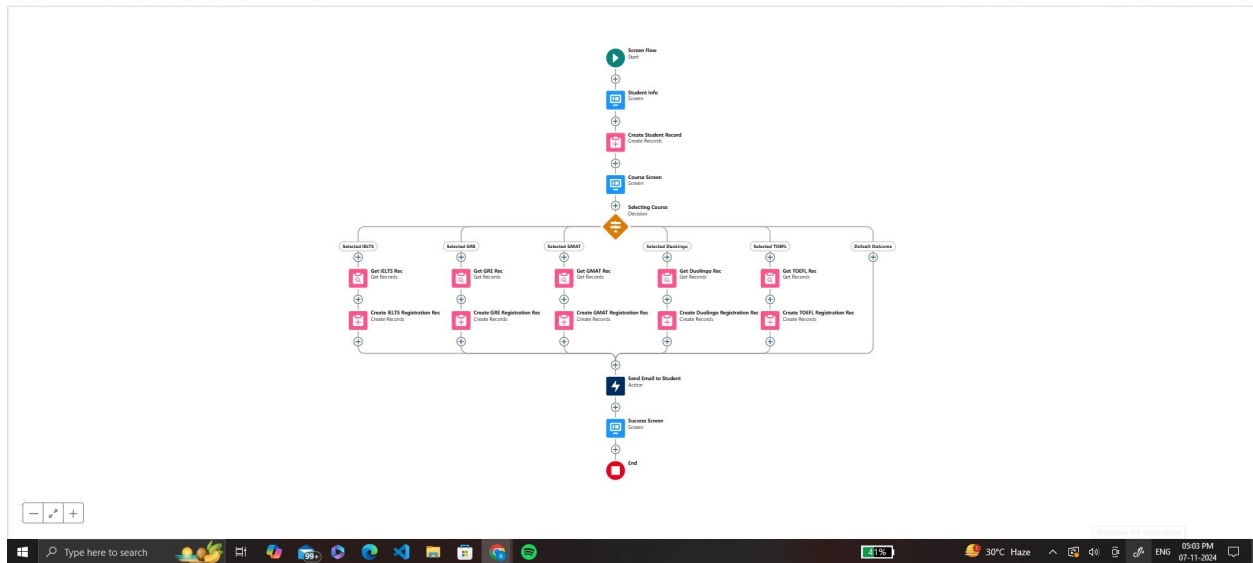 Screen Flow
Start
Student Info
Screen
Create Student Record
Create Records
Course Screen
Screen
Selecting Course
Decision
Selected IELTS
Selected GRE
Selected GMAT
Selected DuoLingo
Selected TOEFL
Default Outcome
Get IELTS Rec
Get Records
Get GRE Rec
Get Records
Get GMAT Rec
Get Records
Get Duolingo Rec
Get Records
Get TOEFL Rec
Get Records
Create IELTS Registration Rec
Create Records
Create GRE Registration Rec
Create Records
Create GMAT Registration Rec
Create Records
Create Duolingo Registration Rec
Create Records
Create TOEFL Registration Rec
Create Records
Send Email to Student
Action
Success Screen
Screen
End
Windows Ink Workspace
Type here to search
99+
41%
30°C Haze
ENG
05:03 PM
07-11-2024